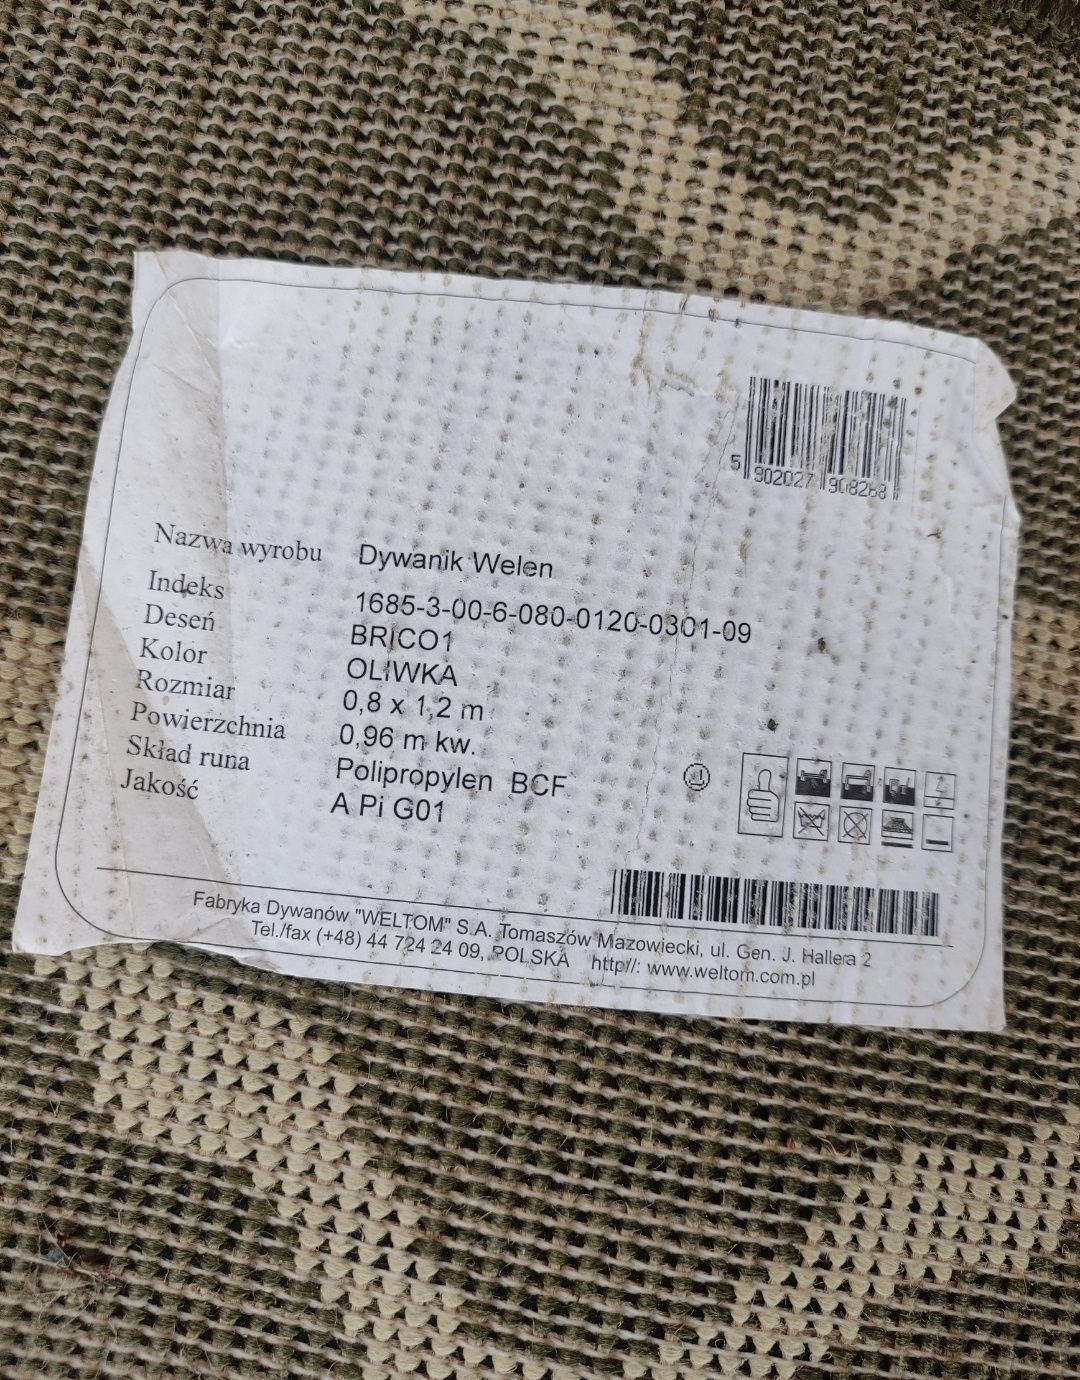 5 902027 908268
Nazwa wyrobu Dywanik Welen
Indeks 1685-3-00-6-080-0120-0301-09
Deseń BRICO1
Kolor OLIWKA
Rozmiar 0,8 x 1,2 m
Powierzchnia 0,96 m kw.
Skład runa Polipropylen BCF
Jakość A Pi G01
Fabryka Dywanów "WELTOM" S.A. Tomaszów Mazowiecki, ul. Gen. J. Hallera 2
Tel./fax (+48) 44 724 24 09, POLSKA http//: www.weltom.com.pl